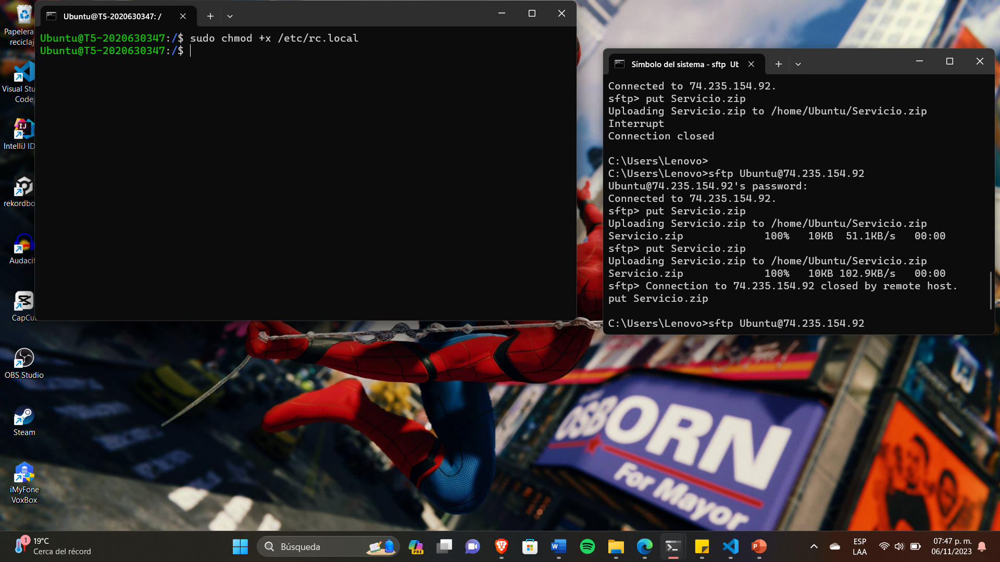 Papelera
reciclaj
Visual Stu
Code
IntelliJ ID
rekordbo
Audacit
CapCut
OBS Studio
Steam
iMyFone
VoxBox
Ubuntu@T5-2020630347: /
Ubuntu@T5-2020630347:/$ sudo chmod +x /etc/rc.local
Ubuntu@T5-2020630347:/$
Símbolo del sistema - sftp Ut
Connected to 74.235.154.92.
sftp> put Servicio.zip
Uploading Servicio.zip to /home/Ubuntu/Servicio.zip
Interrupt
Connection closed
C:\Users\Lenovo>
C:\Users\Lenovo>sftp Ubuntu@74.235.154.92
Ubuntu@74.235.154.92's password:
Connected to 74.235.154.92.
sftp> put Servicio.zip
Uploading Servicio.zip to /home/Ubuntu/Servicio.zip
Servicio.zip 100% 10KB 51.1KB/s 00:00
sftp> put Servicio.zip
Uploading Servicio.zip to /home/Ubuntu/Servicio.zip
Servicio.zip 100% 10KB 102.9KB/s 00:00
sftp> Connection to 74.235.154.92 closed by remote host.
put Servicio.zip
C:\Users\Lenovo>sftp Ubuntu@74.235.154.92
OSBORN
For Mayor
1
19°C
Cerca del récord
Búsqueda
PRE
ESP
LAA
07:47 p. m.
06/11/2023